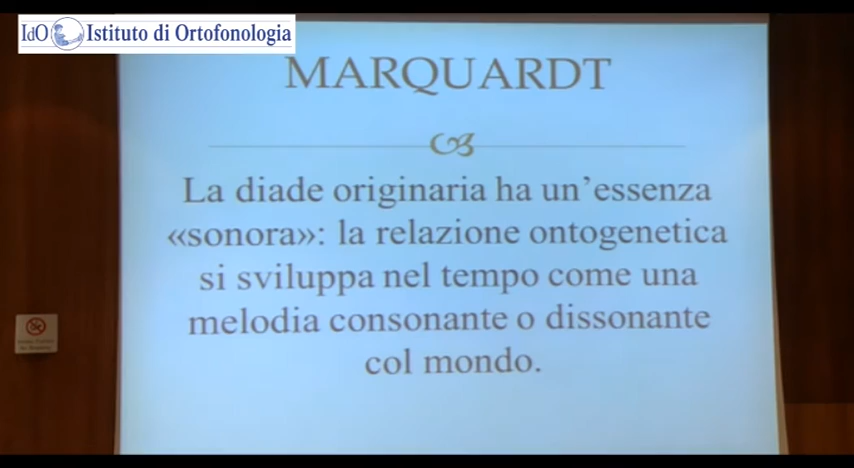 IdO Istituto di Ortofonologia
MARQUARDT
La diade originaria ha un’essenza
«sonora»: la relazione ontogenetica
si sviluppa nel tempo come una
melodia consonante o dissonante
col mondo.